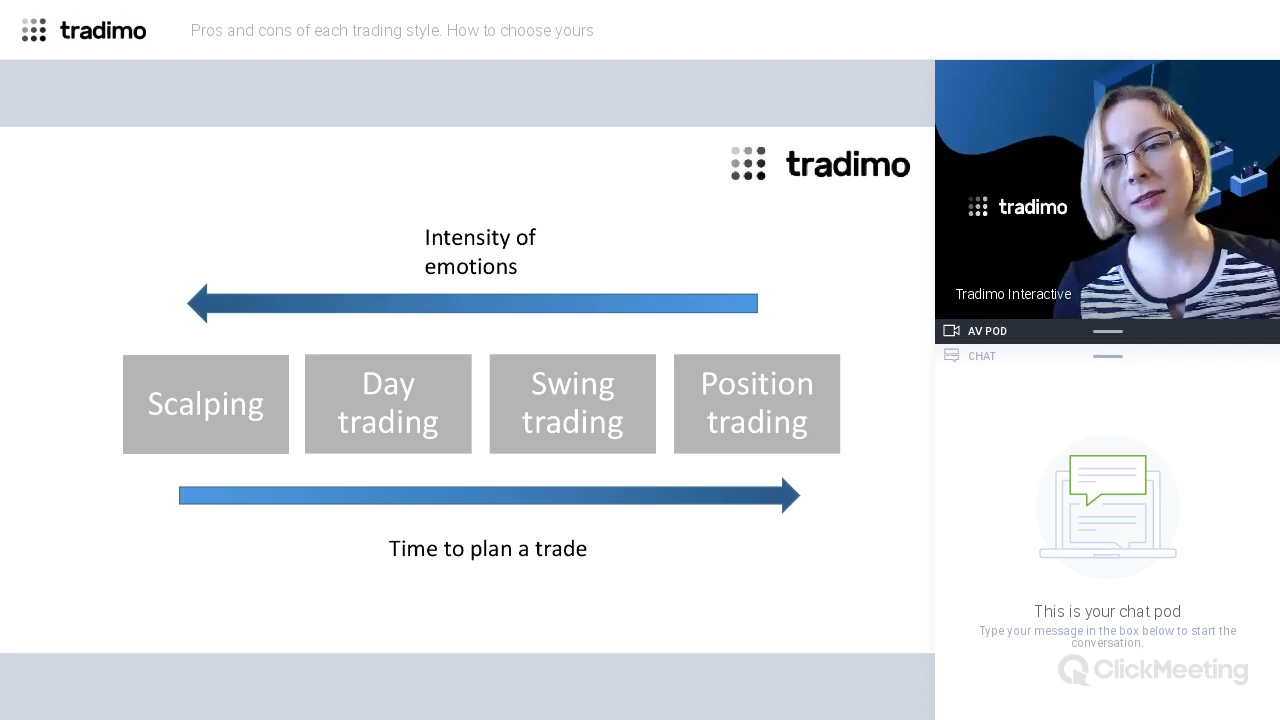 tradimo
Pros and cons of each trading style. How to choose yours
tradimo
Intensity of
emotions
Scalping
Day
trading
Swing
trading
Position
trading
Time to plan a trade
tradimo
Tradimo Interactive
AV POD
CHAT
This is your chat pod
Type your message in the box below to start the
conversation.
ClickMeeting